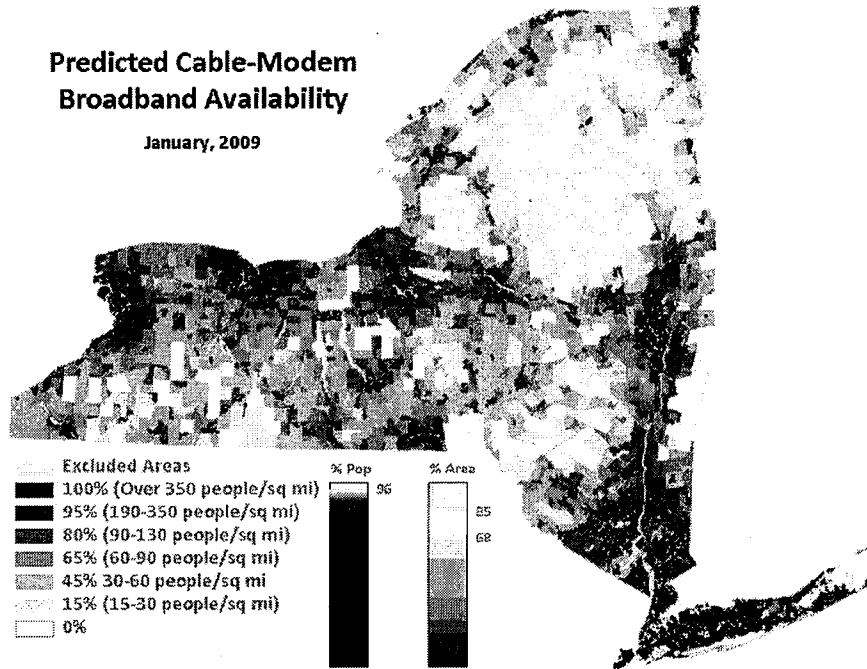 Predicted Cable-Modem
Broadband Availability
January, 2009
Excluded Areas
100% (Over 350 people/sq mi)
95% (190-350 people/sq mi)
80% (90-130 people/sq mi)
65% (60-90 people/sq mi)
45% 30-60 people/sq mi
15% (15-30 people/sq mi)
0%
% Pop
96
% Area
85
68